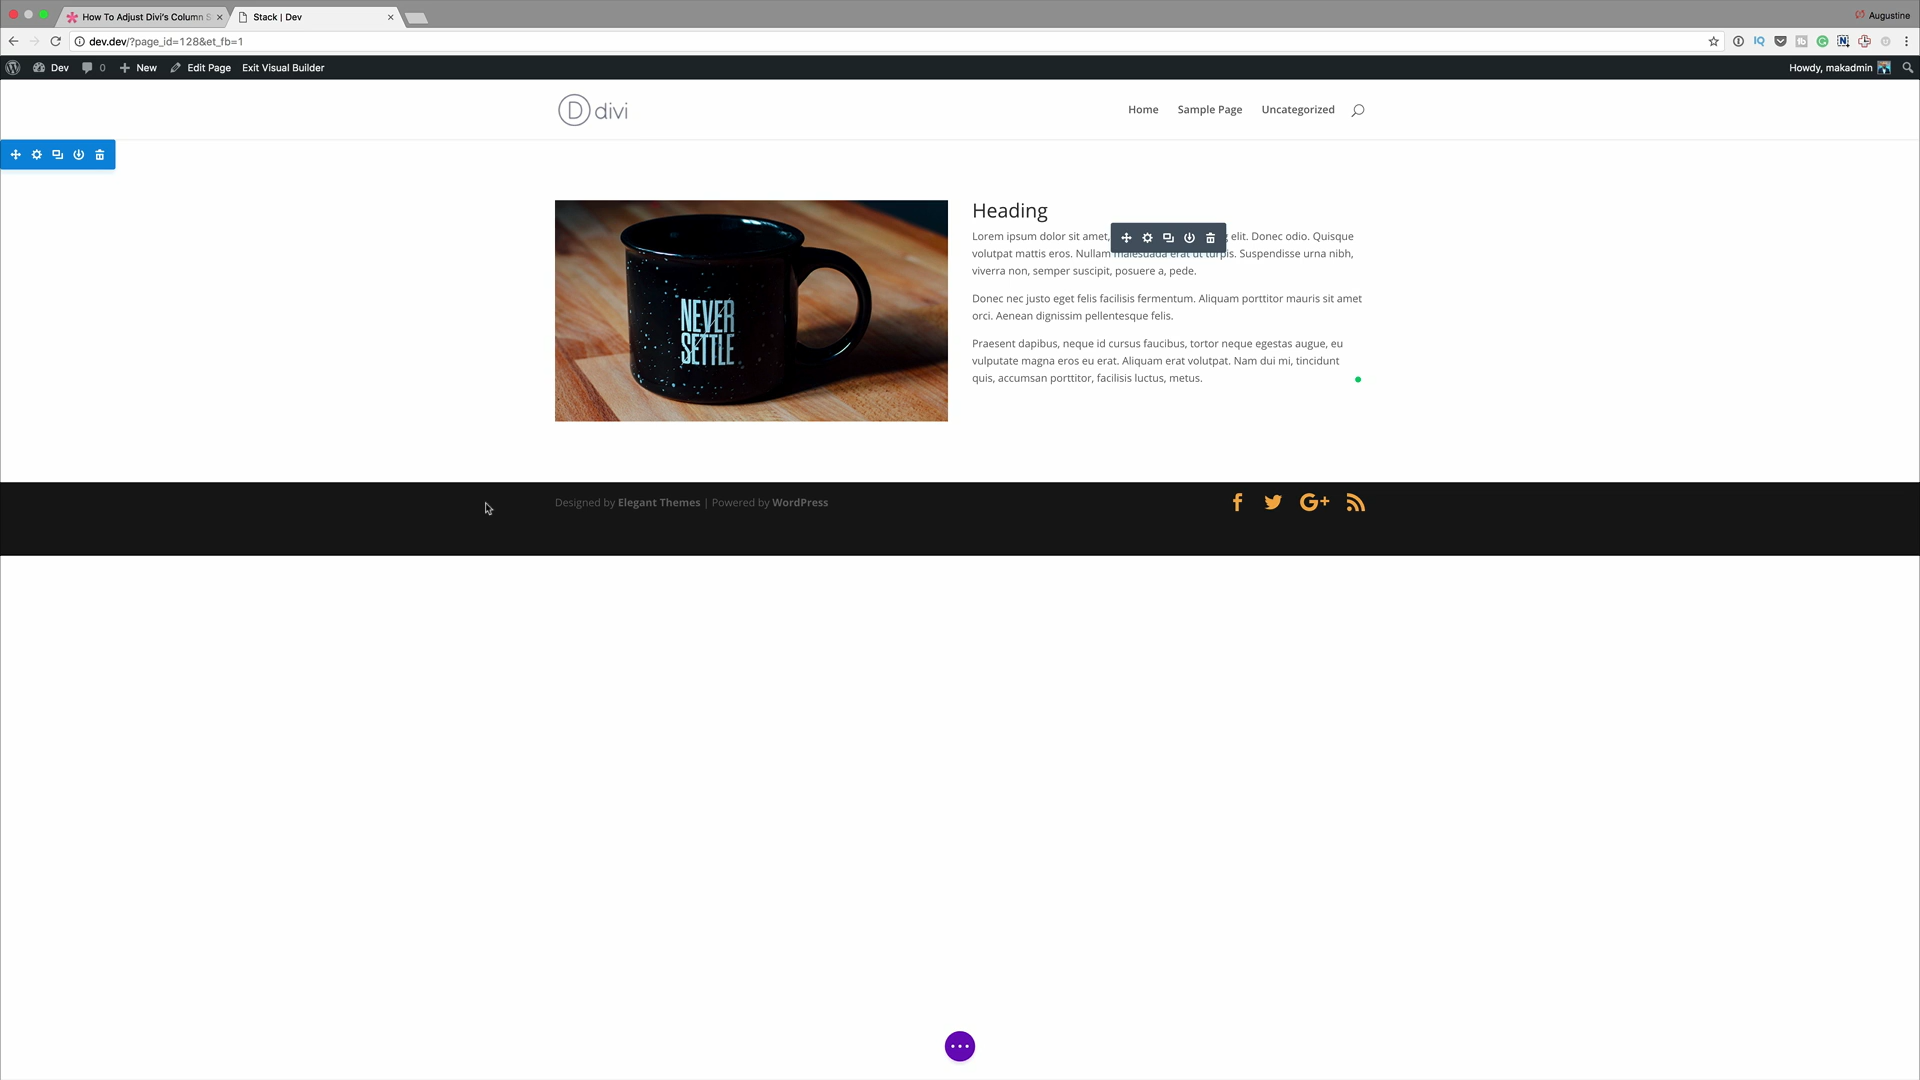 How To Adjust Divi's Column S
Stack | Dev
Augustine
dev.dev/?page_id=128&et_fb=1
Dev
0
New
Edit Page
Exit Visual Builder
Howdy, makadmin
D divi
Home
Sample Page
Uncategorized
NEVER
SETTLE
Heading
Lorem ipsum dolor sit amet, elit. Donec odio. Quisque
volutpat mattis eros. Nullam malesuada erat ut turpis. Suspendisse urna nibh,
viverra non, semper suscipit, posuere a, pede.
Donec nec justo eget felis facilisis fermentum. Aliquam porttitor mauris sit amet
orci. Aenean dignissim pellentesque felis.
Praesent dapibus, neque id cursus faucibus, tortor neque egestas augue, eu
vulputate magna eros eu erat. Aliquam erat volutpat. Nam dui mi, tincidunt
quis, accumsan porttitor, facilisis luctus, metus.
Designed by Elegant Themes | Powered by WordPress